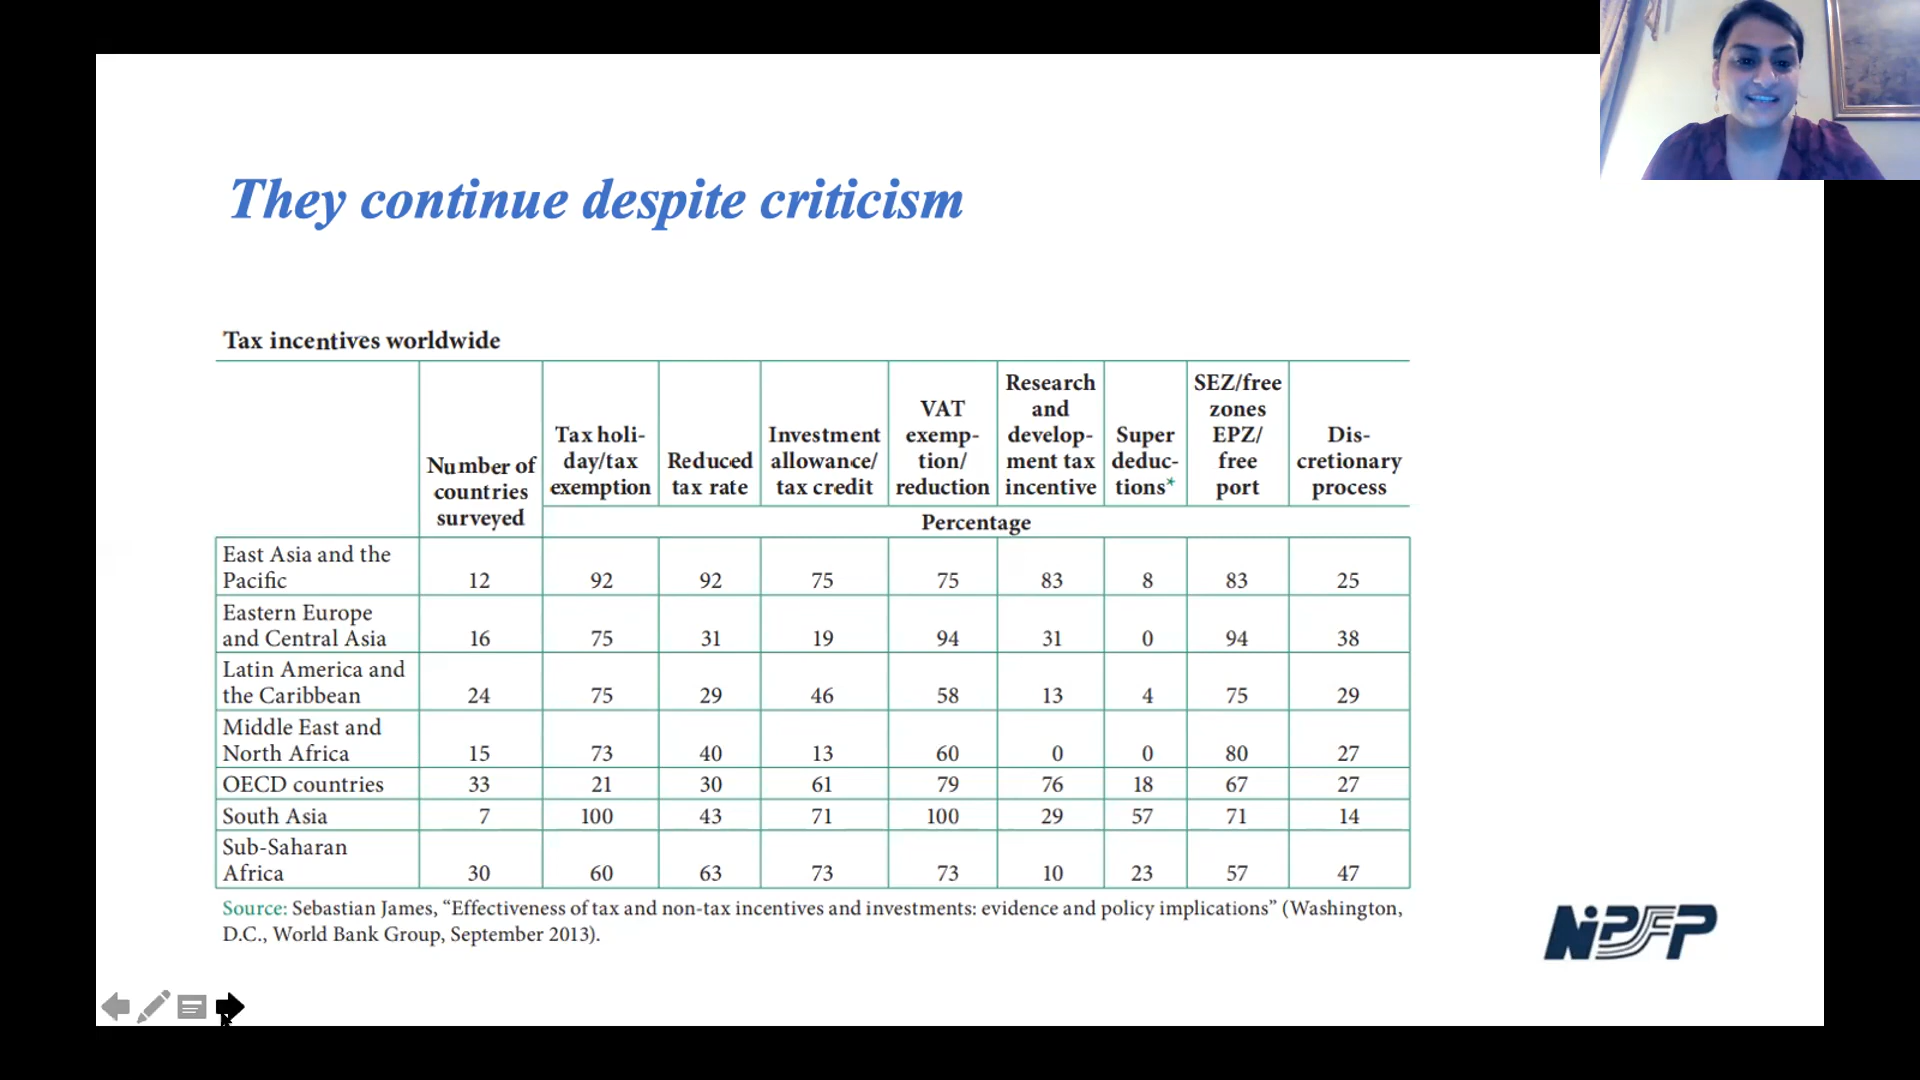 They continue despite criticism
Tax incentives worldwide
Number of countries surveyed | Tax holi-day/tax exemption | Reduced tax rate | Investment allowance/ tax credit | VAT exemp-tion/ reduction | Research and develop-ment tax incentive | Super deduc-tions* | SEZ/free zones EPZ/ free port | Dis-cretionary process
Percentage
East Asia and the Pacific 12 92 92 75 75 83 8 83 25
Eastern Europe and Central Asia 16 75 31 19 94 31 0 94 38
Latin America and the Caribbean 24 75 29 46 58 13 4 75 29
Middle East and North Africa 15 73 40 13 60 0 0 80 27
OECD countries 33 21 30 61 79 76 18 67 27
South Asia 7 100 43 71 100 29 57 71 14
Sub-Saharan Africa 30 60 63 73 73 10 23 57 47
Source: Sebastian James, “Effectiveness of tax and non-tax incentives and investments: evidence and policy implications” (Washington,
D.C., World Bank Group, September 2013).
NIPFP